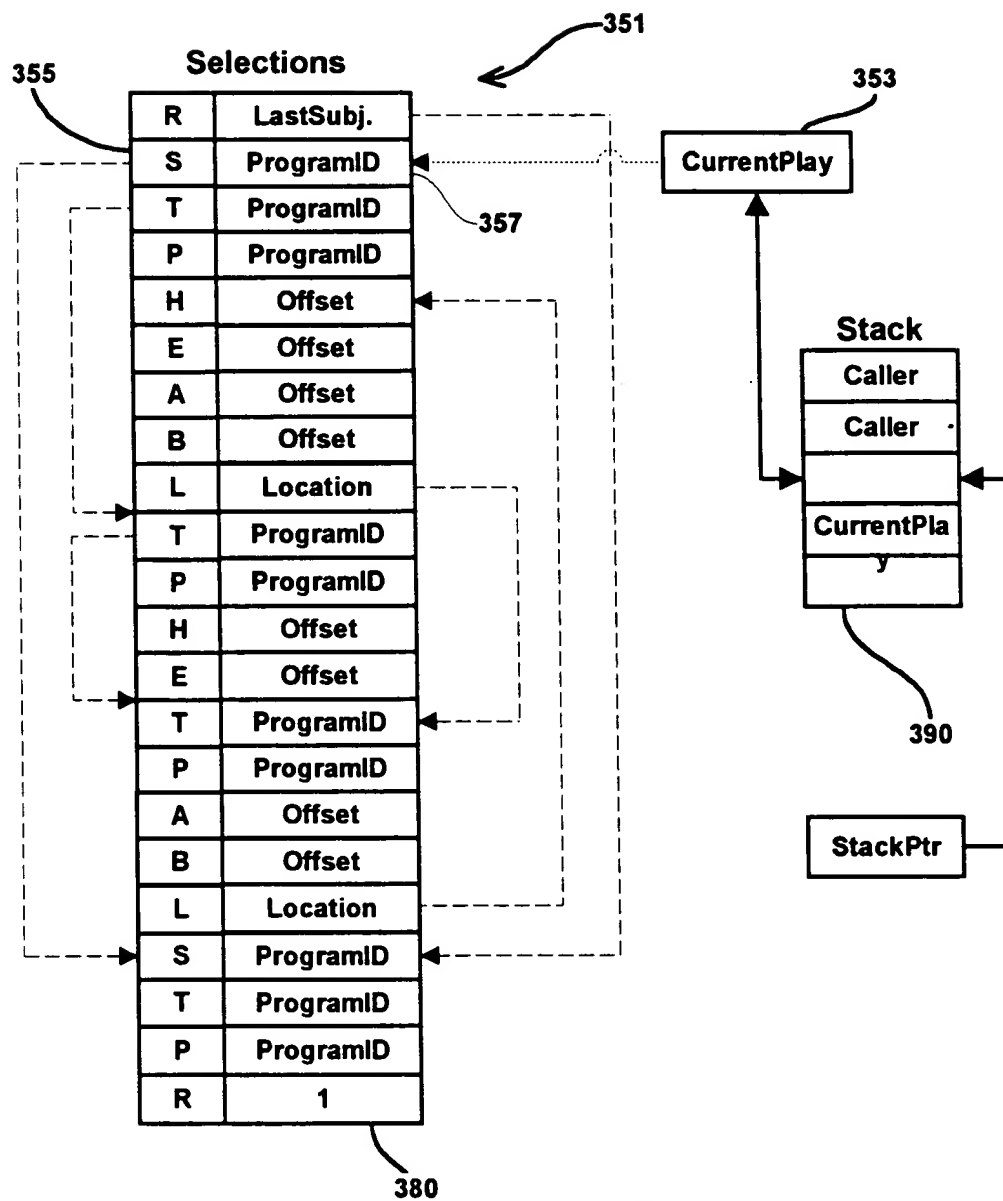 351
Selections
355
353
R LastSubj.
S ProgramID
CurrentPlay
T ProgramID
357
P ProgramID
H Offset
E Offset
A Offset
B Offset
L Location
T ProgramID
P ProgramID
H Offset
E Offset
T ProgramID
P ProgramID
A Offset
B Offset
L Location
S ProgramID
T ProgramID
P ProgramID
R 1
380
Stack
Caller
Caller
CurrentPla
y
390
StackPtr